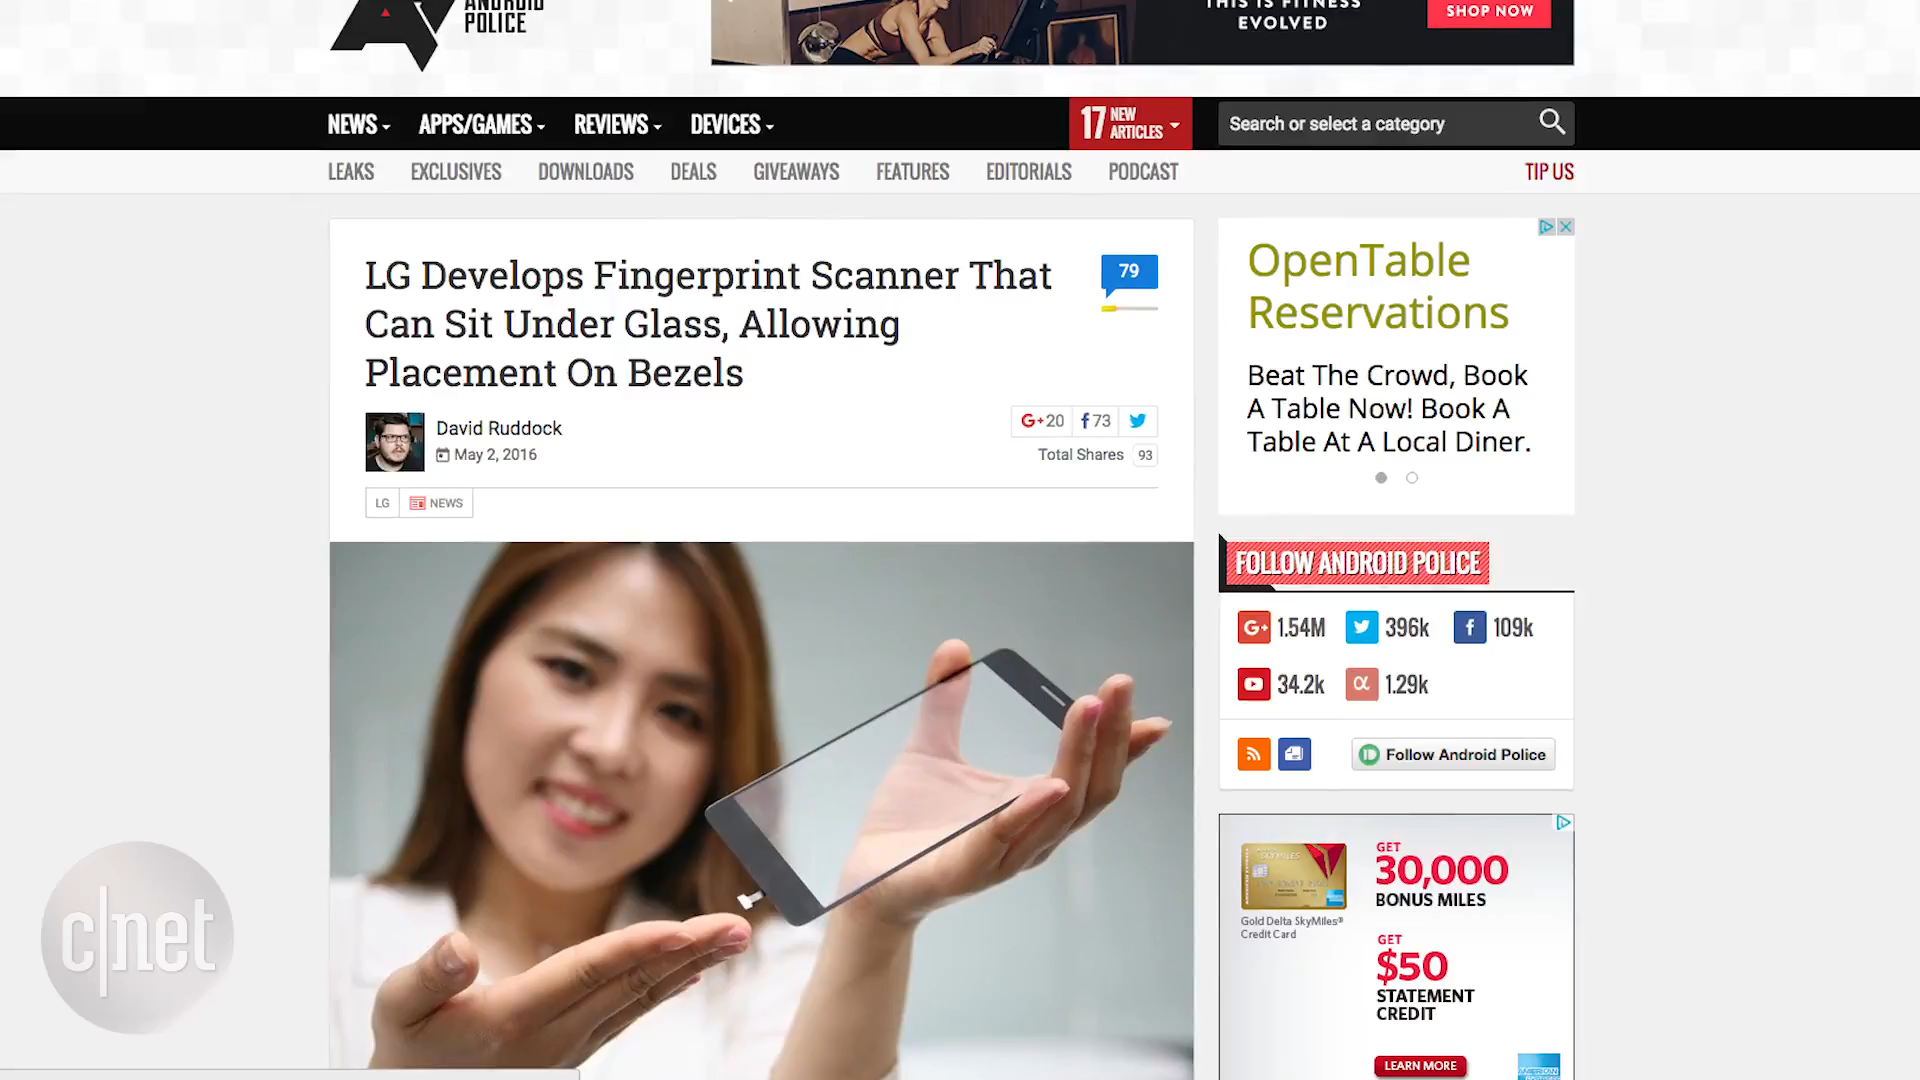 ANDROID
POLICE
THIS IS FITNESS
EVOLVED
SHOP NOW
NEWS
APPS/GAMES
REVIEWS
DEVICES
17 NEW
ARTICLES
Search or select a category
LEAKS
EXCLUSIVES
DOWNLOADS
DEALS
GIVEAWAYS
FEATURES
EDITORIALS
PODCAST
TIP US
LG Develops Fingerprint Scanner That
Can Sit Under Glass, Allowing
Placement On Bezels
79
David Ruddock
May 2, 2016
G+ 20
f 73
Total Shares 93
LG
NEWS
OpenTable
Reservations
Beat The Crowd, Book
A Table Now! Book A
Table At A Local Diner.
FOLLOW ANDROID POLICE
G+ 1.54M
396k
f 109k
34.2k
α 1.29k
Follow Android Police
SKYMILES
Gold Delta SkyMiles®
Credit Card
GET
30,000
BONUS MILES
GET
$50
STATEMENT
CREDIT
LEARN MORE
AMERICAN
c|net